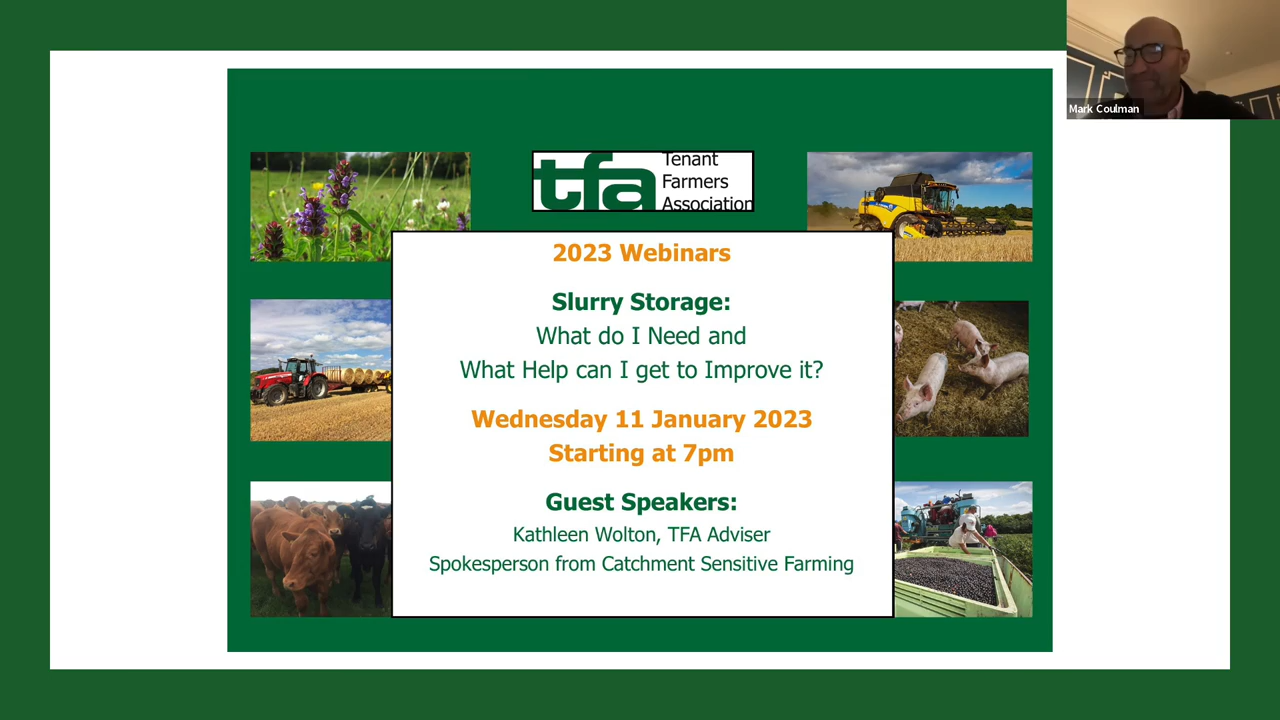 Mark Coulman
tfa
Tenant
Farmers
Association
2023 Webinars
Slurry Storage:
What do I Need and
What Help can I get to Improve it?
Wednesday 11 January 2023
Starting at 7pm
Guest Speakers:
Kathleen Wolton, TFA Adviser
Spokesperson from Catchment Sensitive Farming